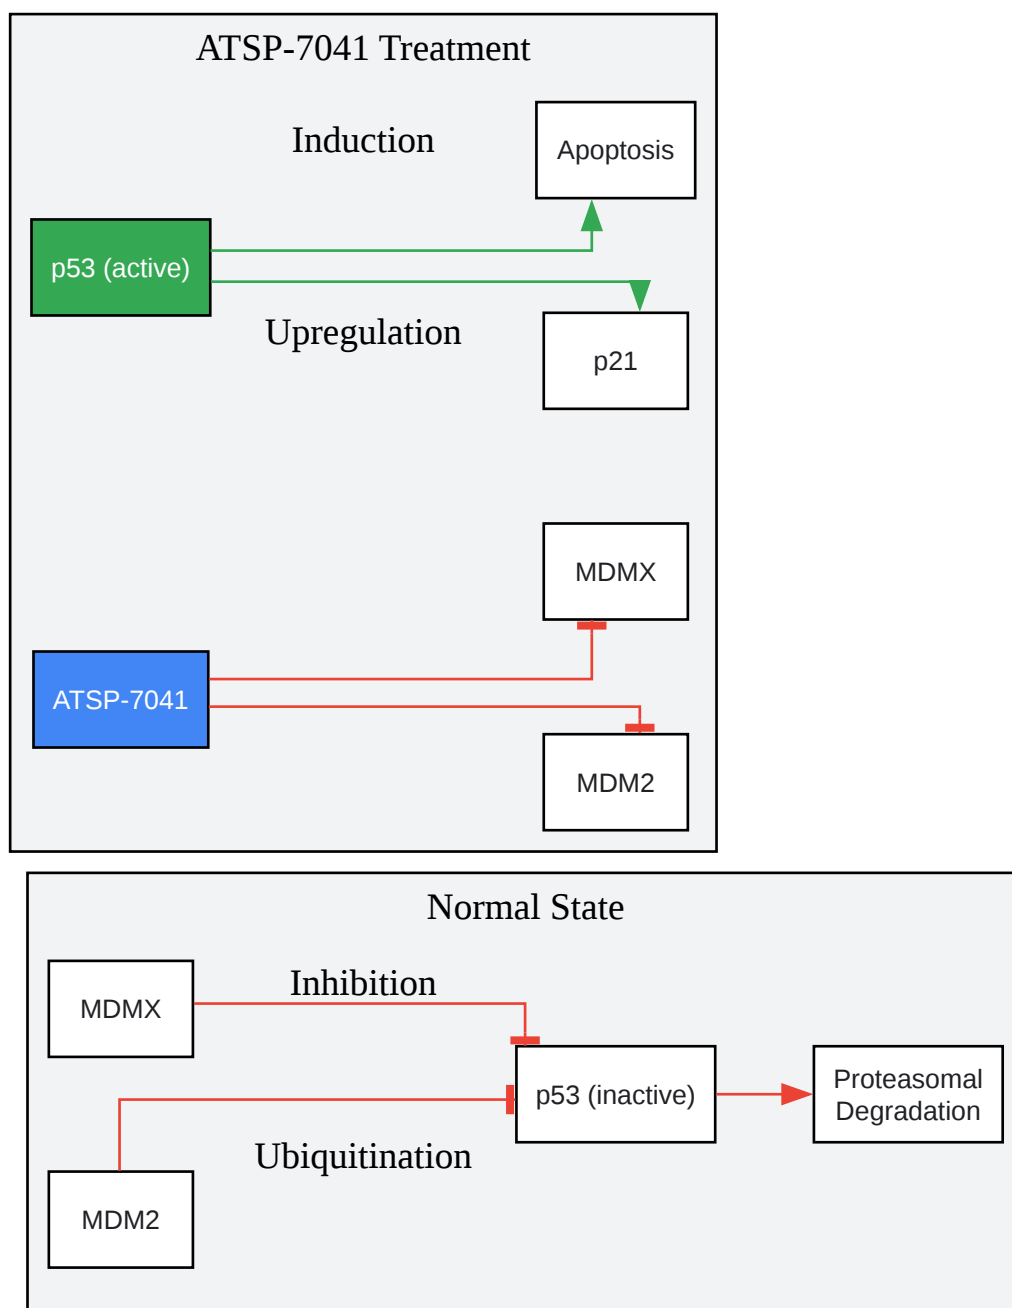 ATSP-7041 Treatment
Induction
Apoptosis
p53 (active)
Upregulation
p21
MDMX
ATSP-7041
MDM2
Normal State
MDMX
Inhibition
p53 (inactive)
Proteasomal
Degradation
Ubiquitination
MDM2